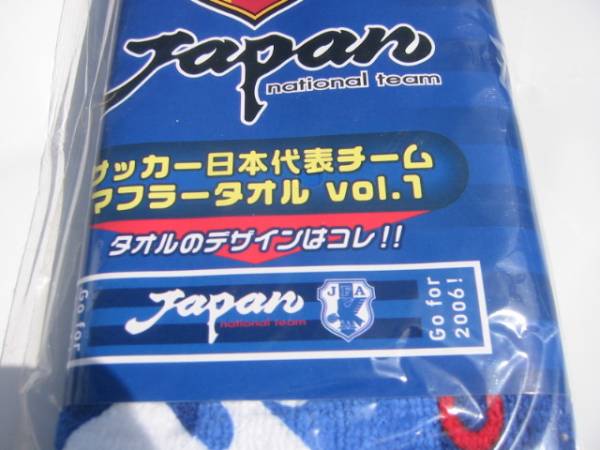 Japan
national team
サッカー日本代表チーム
マフラータオル vol.1
タオルのデザインはコレ!!
Go for
Japan
national team
JFA
Go for
2006!